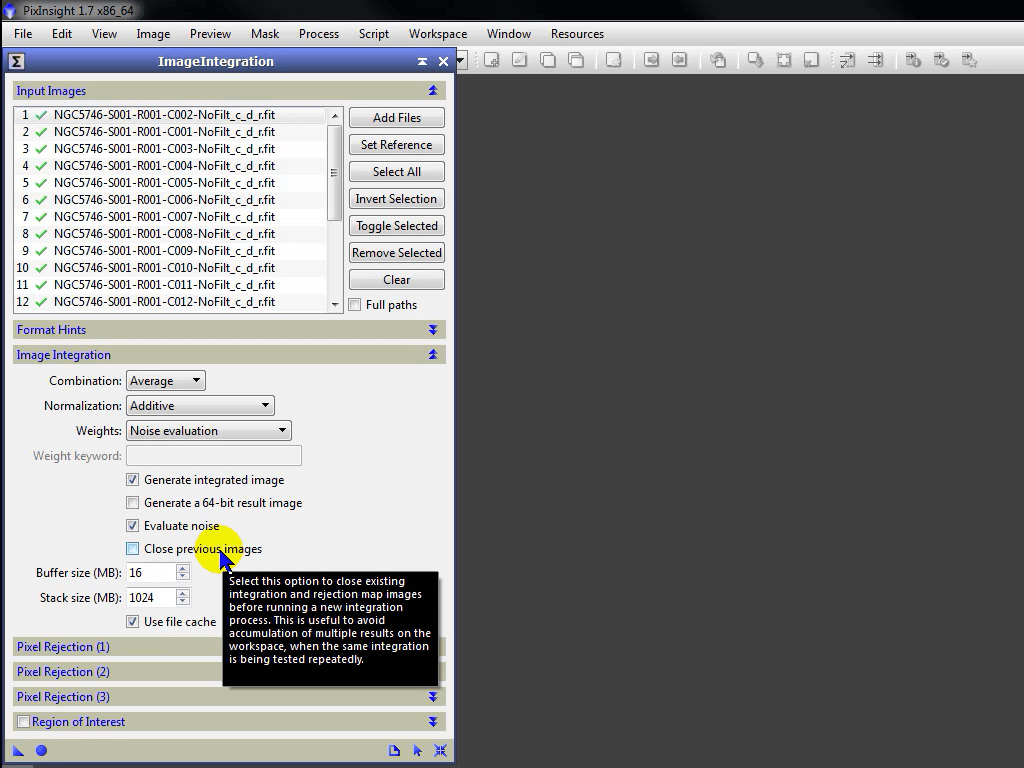 PixInsight 1.7 x86_64
File Edit View Image Preview Mask Process Script Workspace Window Resources
ImageIntegration
Input Images
1 NGC5746-S001-R001-C002-NoFilt_c_d_r.fit
2 NGC5746-S001-R001-C001-NoFilt_c_d_r.fit
3 NGC5746-S001-R001-C003-NoFilt_c_d_r.fit
4 NGC5746-S001-R001-C004-NoFilt_c_d_r.fit
5 NGC5746-S001-R001-C005-NoFilt_c_d_r.fit
6 NGC5746-S001-R001-C006-NoFilt_c_d_r.fit
7 NGC5746-S001-R001-C007-NoFilt_c_d_r.fit
8 NGC5746-S001-R001-C008-NoFilt_c_d_r.fit
9 NGC5746-S001-R001-C009-NoFilt_c_d_r.fit
10 NGC5746-S001-R001-C010-NoFilt_c_d_r.fit
11 NGC5746-S001-R001-C011-NoFilt_c_d_r.fit
12 NGC5746-S001-R001-C012-NoFilt_c_d_r.fit
Add Files
Set Reference
Select All
Invert Selection
Toggle Selected
Remove Selected
Clear
Full paths
Format Hints
Image Integration
Combination: Average
Normalization: Additive
Weights: Noise evaluation
Weight keyword:
Generate integrated image
Generate a 64-bit result image
Evaluate noise
Close previous images
Buffer size (MB): 16
Stack size (MB): 1024
Use file cache
Select this option to close existing
integration and rejection map images
before running a new integration
process. This is useful to avoid
accumulation of multiple results on the
workspace, when the same integration
is being tested repeatedly.
Pixel Rejection (1)
Pixel Rejection (2)
Pixel Rejection (3)
Region of Interest